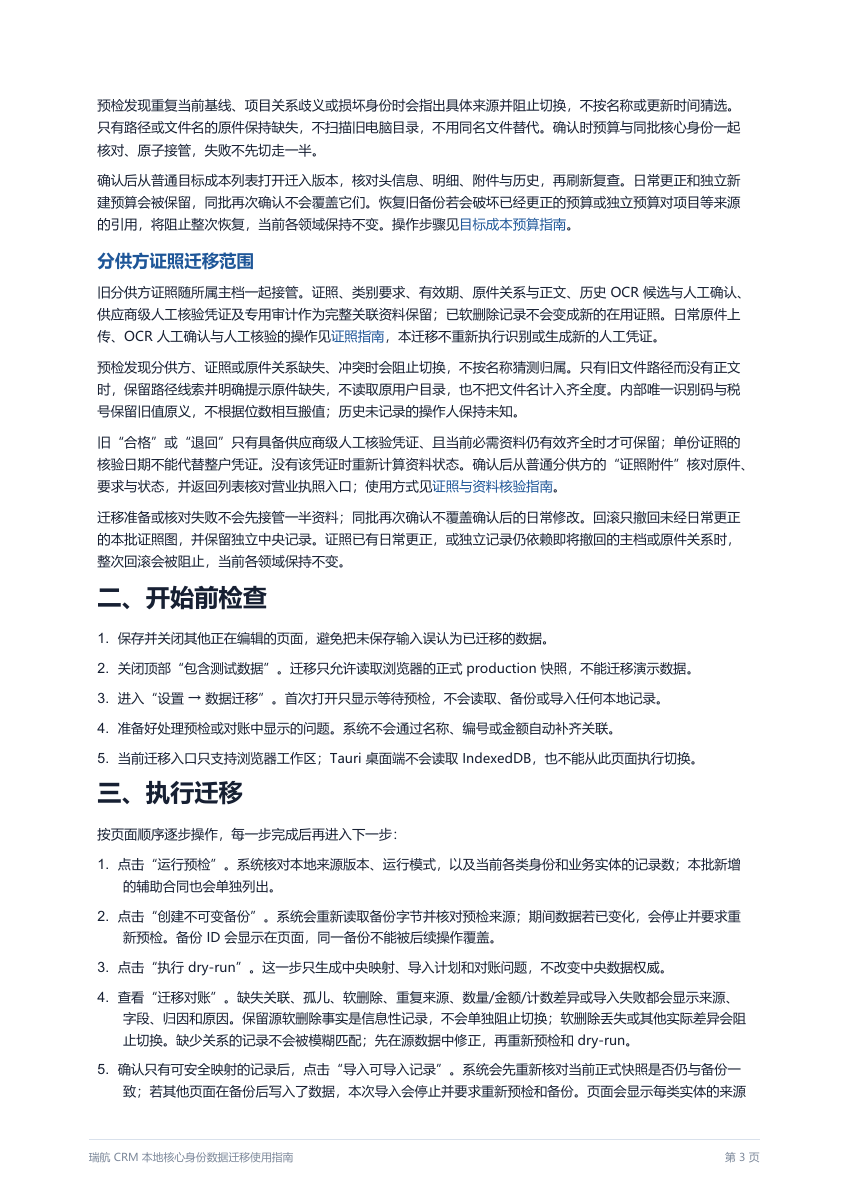 预检发现重复当前基线、项目关系歧义或损坏身份时会指出具体来源并阻止切换，不按名称或更新时间猜选。
只有路径或文件名的原件保持缺失，不扫描旧电脑目录，不用同名文件替代。确认时预算与同批核心身份一起
核对、原子接管，失败不先切走一半。
确认后从普通目标成本列表打开迁入版本，核对头信息、明细、附件与历史，再刷新复查。日常更正和独立新
建预算会被保留，同批再次确认不会覆盖它们。恢复旧备份若会破坏已经更正的预算或独立预算对项目等来源
的引用，将阻止整次恢复，当前各领域保持不变。操作步骤见目标成本预算指南。
分供方证照迁移范围
旧分供方证照随所属主档一起接管。证照、类别要求、有效期、原件关系与正文、历史 OCR 候选与人工确认、
供应商级人工核验凭证及专用审计作为完整关联资料保留；已软删除记录不会变成新的在用证照。日常原件上
传、OCR 人工确认与人工核验的操作见证照指南，本迁移不重新执行识别或生成新的人工凭证。
预检发现分供方、证照或原件关系缺失、冲突时会阻止切换，不按名称猜测归属。只有旧文件路径而没有正文
时，保留路径线索并明确提示原件缺失，不读取原用户目录，也不把文件名计入齐全度。内部唯一识别码与税
号保留旧值原义，不根据位数相互搬值；历史未记录的操作人保持未知。
旧“合格”或“退回”只有具备供应商级人工核验凭证、且当前必需资料仍有效齐全时才可保留；单份证照的
核验日期不能代替整户凭证。没有该凭证时重新计算资料状态。确认后从普通分供方的“证照附件”核对原件、
要求与状态，并返回列表核对营业执照入口；使用方式见证照与资料核验指南。
迁移准备或核对失败不会先接管一半资料；同批再次确认不覆盖确认后的日常修改。回滚只撤回未经日常更正
的本批证照图，并保留独立中央记录。证照已有日常更正，或独立记录仍依赖即将撤回的主档或原件关系时，
整次回滚会被阻止，当前各领域保持不变。
二、开始前检查
1. 保存并关闭其他正在编辑的页面，避免把未保存输入误认为已迁移的数据。
2. 关闭顶部“包含测试数据”。迁移只允许读取浏览器的正式 production 快照，不能迁移演示数据。
3. 进入“设置 → 数据迁移”。首次打开只显示等待预检，不会读取、备份或导入任何本地记录。
4. 准备好处理预检或对账中显示的问题。系统不会通过名称、编号或金额自动补齐关联。
5. 当前迁移入口只支持浏览器工作区；Tauri 桌面端不会读取 IndexedDB，也不能从此页面执行切换。
三、执行迁移
按页面顺序逐步操作，每一步完成后再进入下一步：
1. 点击“运行预检”。系统核对本地来源版本、运行模式，以及当前各类身份和业务实体的记录数；本批新增
的辅助合同也会单独列出。
2. 点击“创建不可变备份”。系统会重新读取备份字节并核对预检来源；期间数据若已变化，会停止并要求重
新预检。备份 ID 会显示在页面，同一备份不能被后续操作覆盖。
3. 点击“执行 dry-run”。这一步只生成中央映射、导入计划和对账问题，不改变中央数据权威。
4. 查看“迁移对账”。缺失关联、孤儿、软删除、重复来源、数量/金额/计数差异或导入失败都会显示来源、
字段、归因和原因。保留源软删除事实是信息性记录，不会单独阻止切换；软删除丢失或其他实际差异会阻
止切换。缺少关系的记录不会被模糊匹配；先在源数据中修正，再重新预检和 dry-run。
5. 确认只有可安全映射的记录后，点击“导入可导入记录”。系统会先重新核对当前正式快照是否仍与备份一
致；若其他页面在备份后写入了数据，本次导入会停止并要求重新预检和备份。页面会显示每类实体的来源
瑞航 CRM 本地核心身份数据迁移使用指南
第 3 页